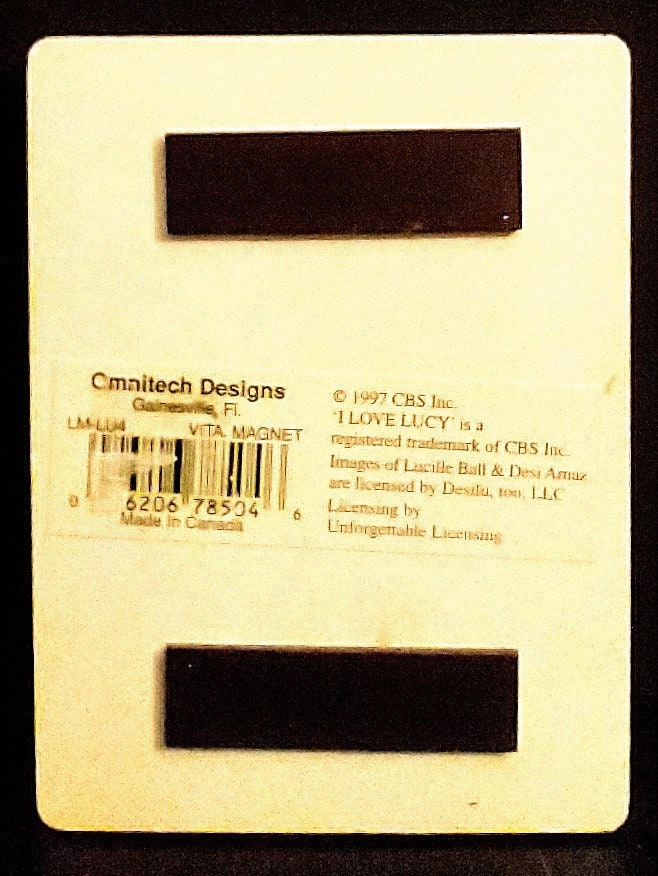 Omnitech Designs
Gainesville, Fl.
LM-LU4 VITA. MAGNET
0 6206 78504 6
Made In Canada
© 1997 CBS Inc.
'I LOVE LUCY' is a
registered trademark of CBS Inc.
Images of Lucille Ball & Desi Arnaz
are licensed by Desilu, too, LLC
Licensing by
Unforgettable Licensing